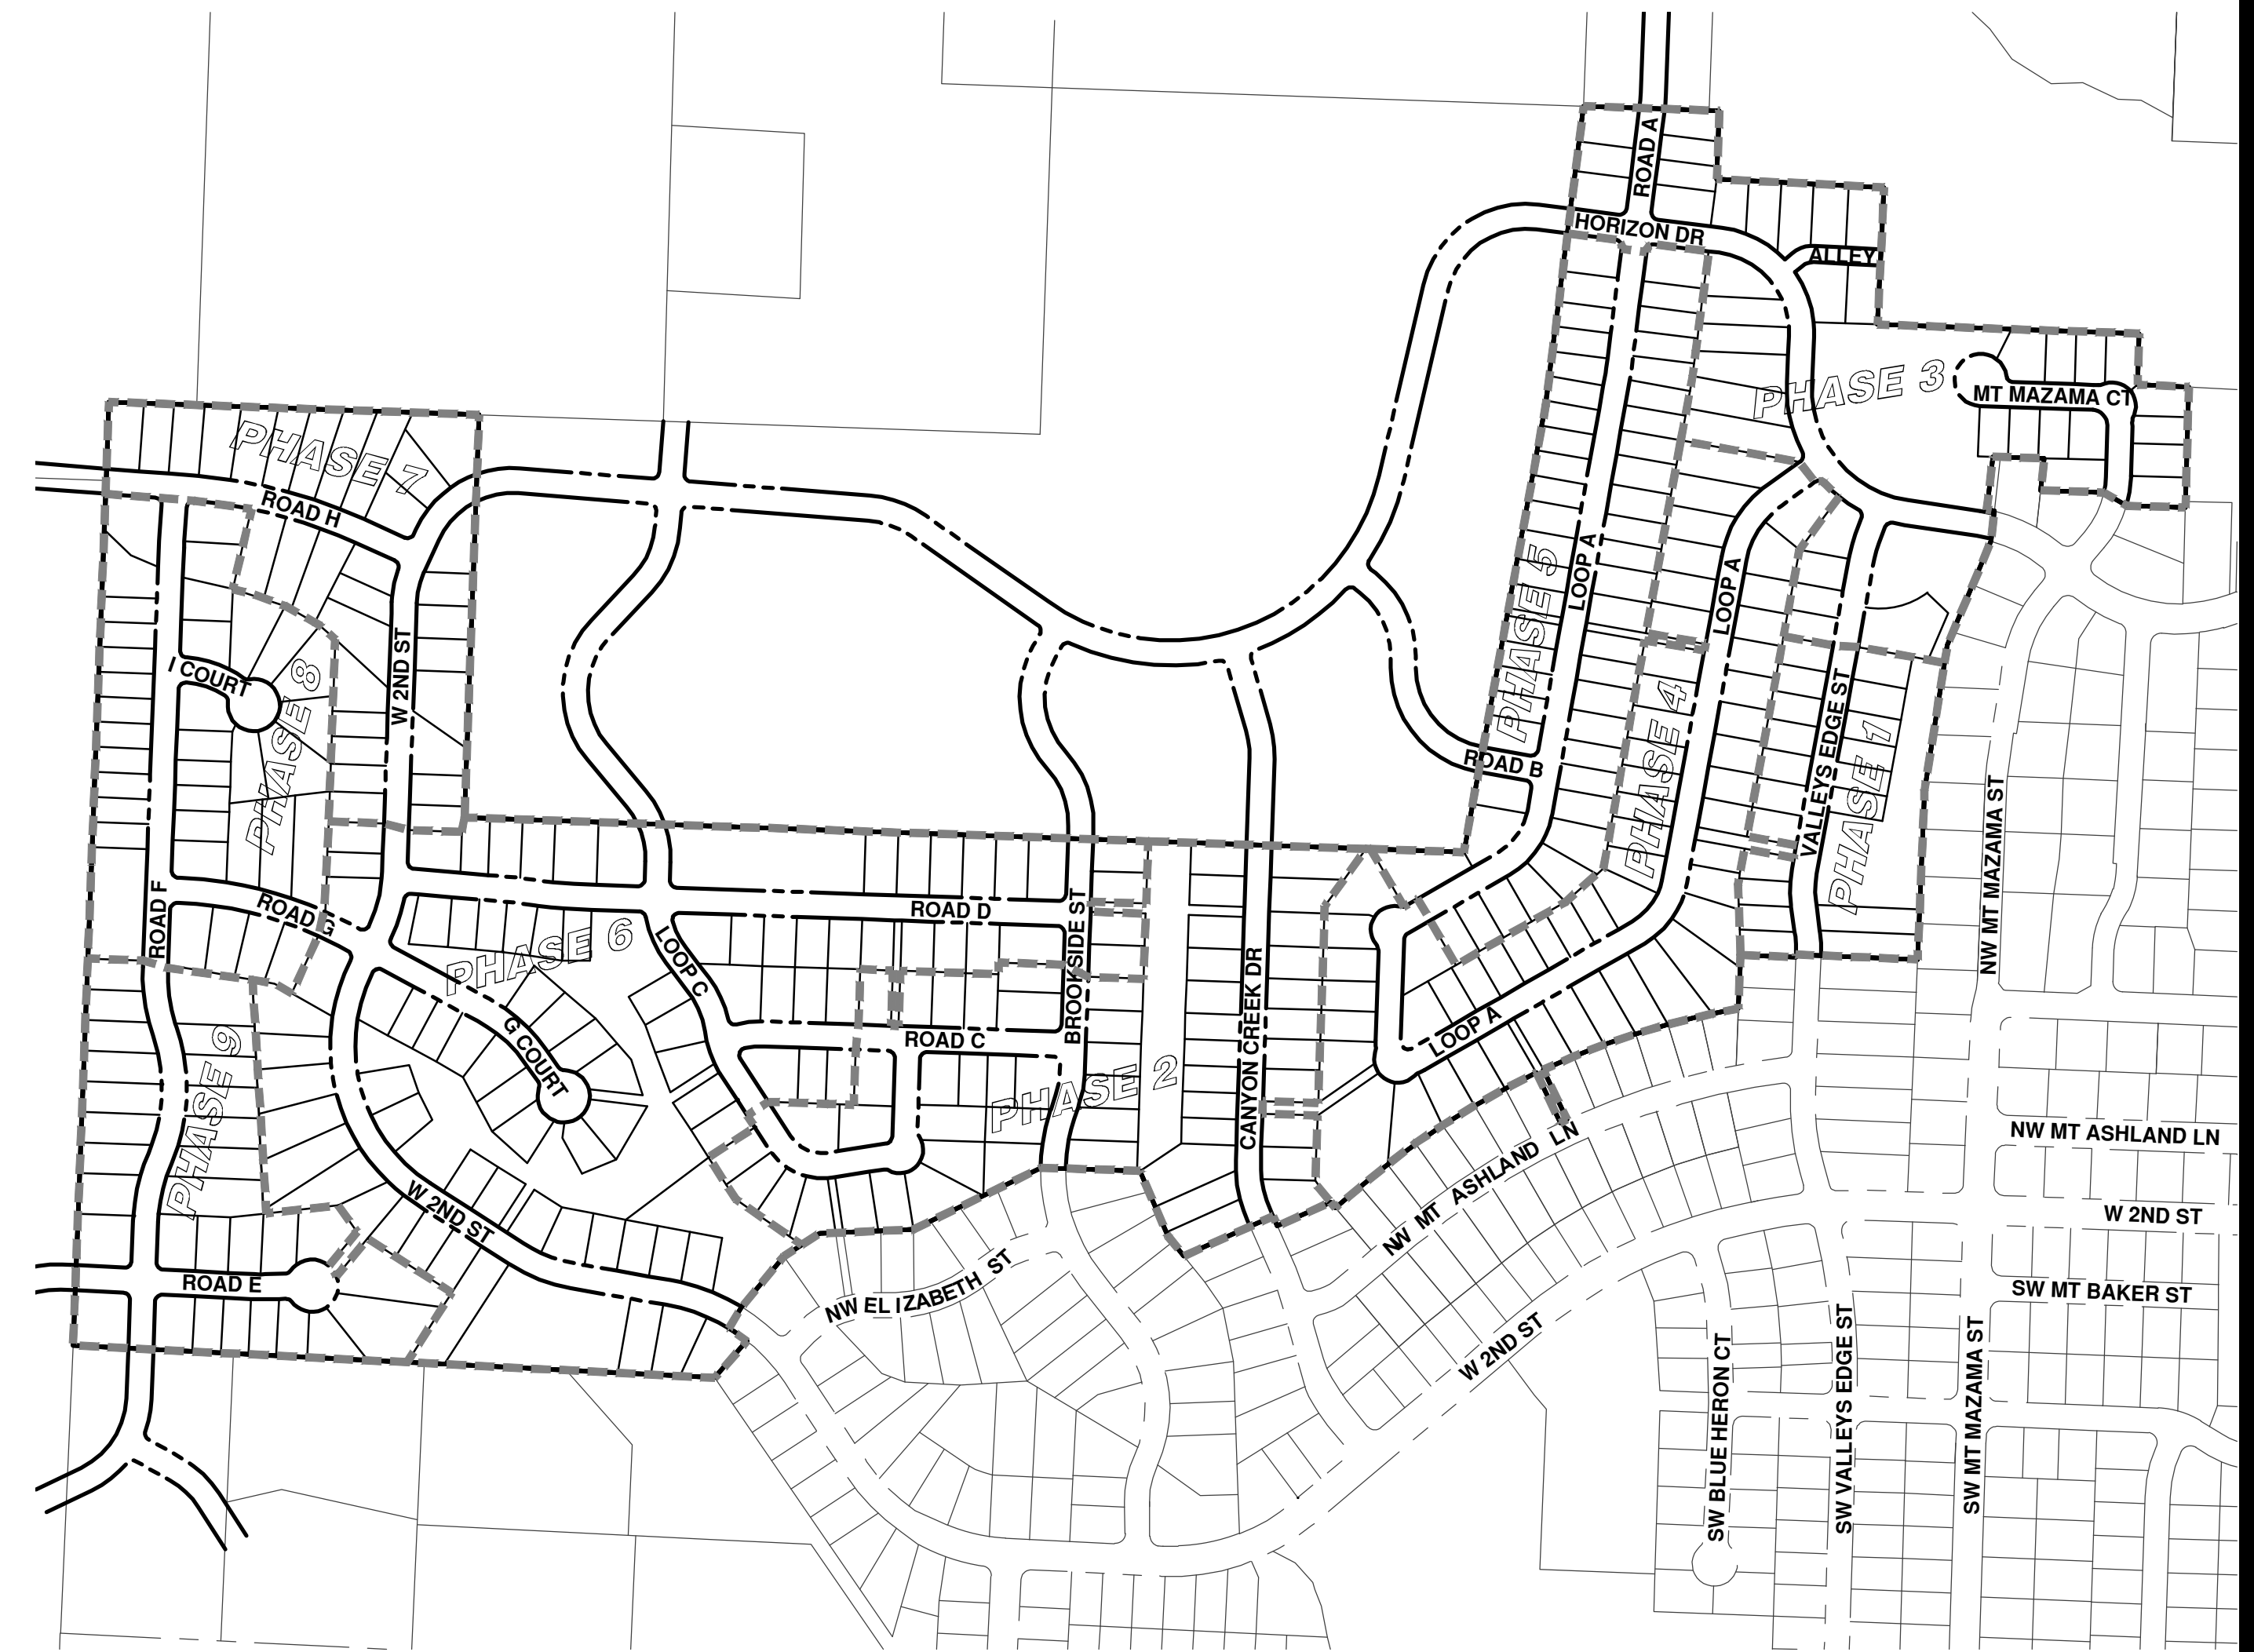 ROAD A
HORIZON DR
ALLEY
PHASE 3
MT MAZAMA CT
PHASE 7
ROAD H
PHASE 5
LOOP A
LOOP A
I COURT
W 2ND ST
PHASE 8
PHASE 4
VALLEYS EDGE ST
PHASE 1
ROAD B
NW MT MAZAMA ST
ROAD F
ROAD G
ROAD D
BROOKSIDE ST
PHASE 6
LOOP C
CANYON CREEK DR
G COURT
ROAD C
LOOP A
PHASE 9
PHASE 2
NW MT ASHLAND LN
NW MT ASHLAND LN
W 2ND ST
W 2ND ST
ROAD E
NW ELIZABETH ST
SW MT BAKER ST
W 2ND ST
SW BLUE HERON CT
SW VALLEYS EDGE ST
SW MT MAZAMA ST